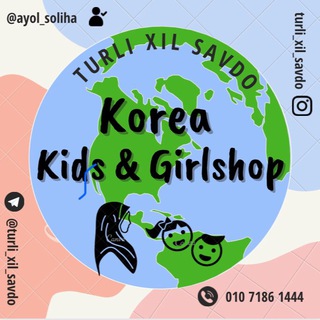 @ayol_soliha
TURLI XIL SAVDO
Korea
Kids & Girlshop
turli_xil_savdo
@turli_xil_savdo
010 7186 1444